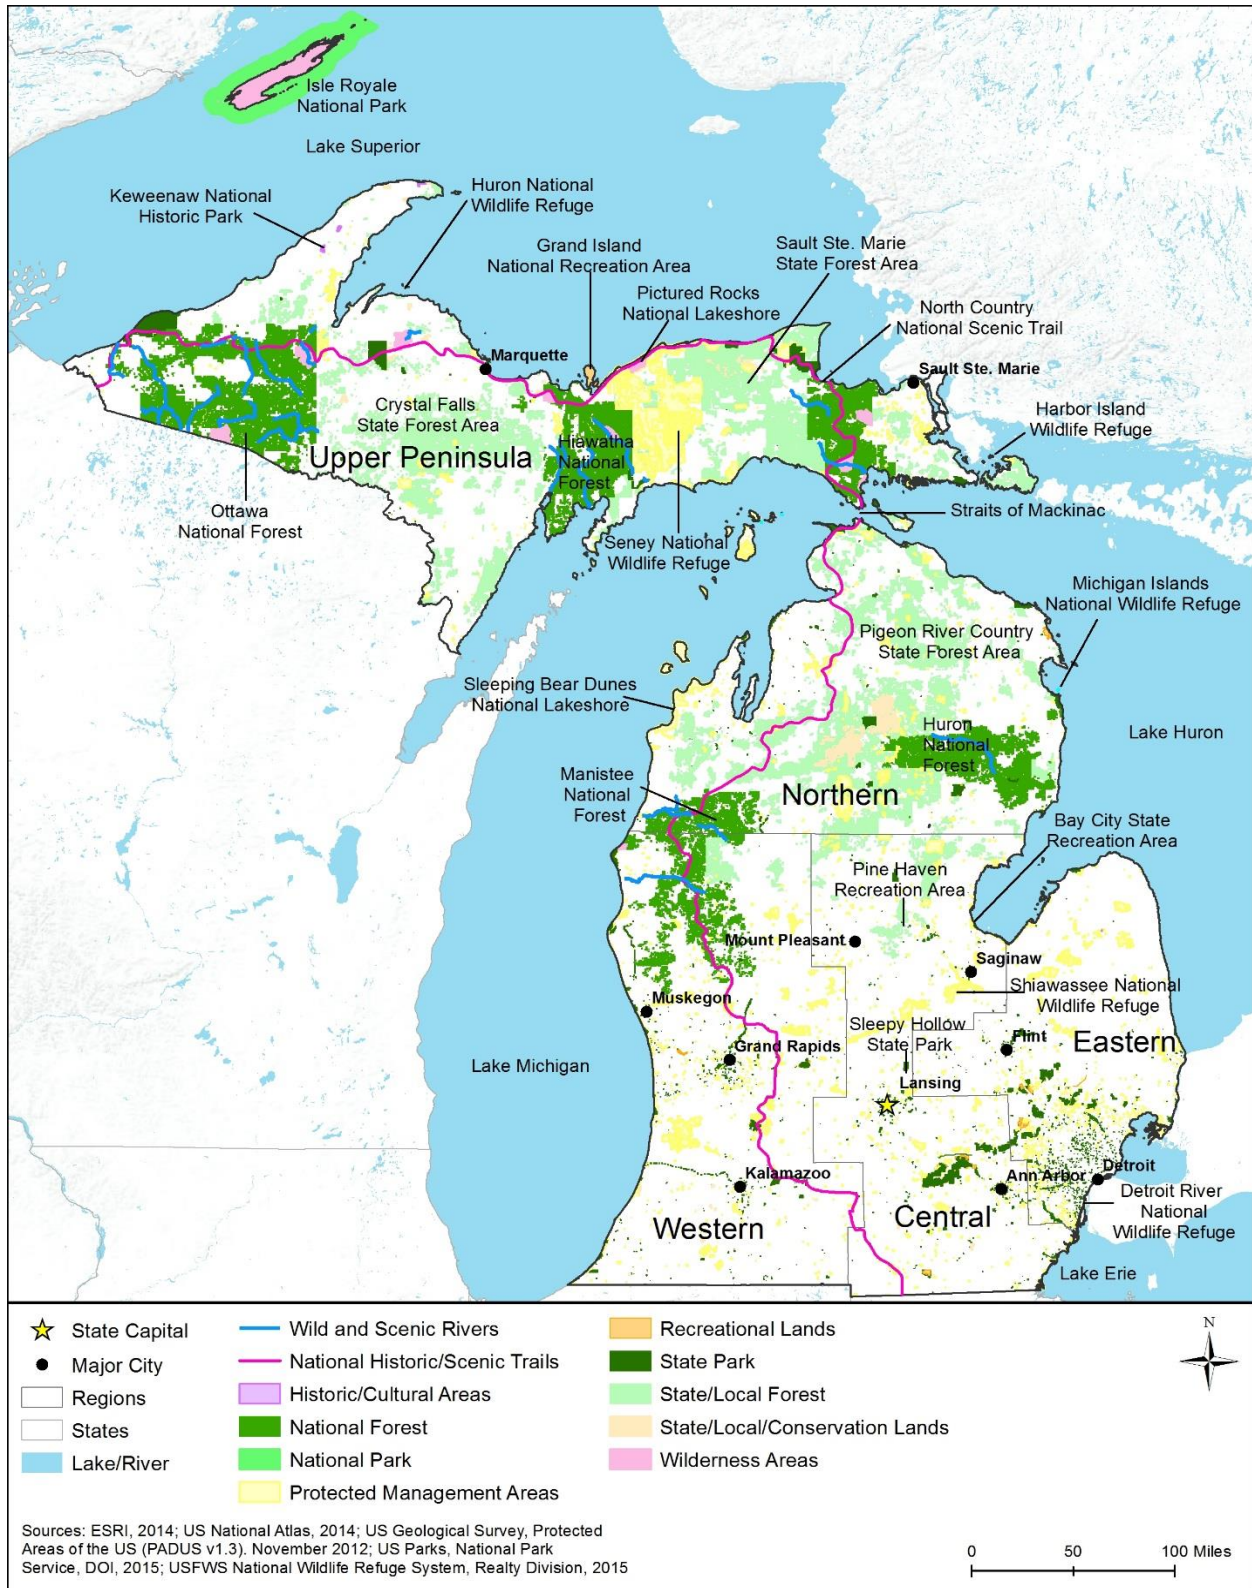 Isle Royale
National Park
Lake Superior
Keweenaw National
Historic Park
Huron National
Wildlife Refuge
Grand Island
National Recreation Area
Sault Ste. Marie
State Forest Area
Pictured Rocks
National Lakeshore
North Country
National Scenic Trail
Marquette
Sault Ste. Marie
Crystal Falls
State Forest Area
Harbor Island
Wildlife Refuge
Upper Peninsula
Hiawatha
National
Forest
Ottawa
National Forest
Straits of Mackinac
Seney National
Wildlife Refuge
Michigan Islands
National Wildlife Refuge
Pigeon River Country
State Forest Area
Sleeping Bear Dunes
National Lakeshore
Huron
National
Forest
Lake Huron
Manistee
National
Forest
Northern
Bay City State
Recreation Area
Pine Haven
Recreation Area
Mount Pleasant
Saginaw
Shiawassee National
Wildlife Refuge
Muskegon
Sleepy Hollow
State Park
Flint
Eastern
Grand Rapids
Lake Michigan
Lansing
Kalamazoo
Ann Arbor
Detroit
Detroit River
National
Wildlife Refuge
Western
Central
Lake Erie
State Capital
Major City
Regions
States
Lake/River
Wild and Scenic Rivers
National Historic/Scenic Trails
Historic/Cultural Areas
National Forest
National Park
Protected Management Areas
Recreational Lands
State Park
State/Local Forest
State/Local/Conservation Lands
Wilderness Areas
N
Sources: ESRI, 2014; US National Atlas, 2014; US Geological Survey, Protected
Areas of the US (PADUS v1.3). November 2012; US Parks, National Park
Service, DOI, 2015; USFWS National Wildlife Refuge System, Realty Division, 2015
0 50 100 Miles